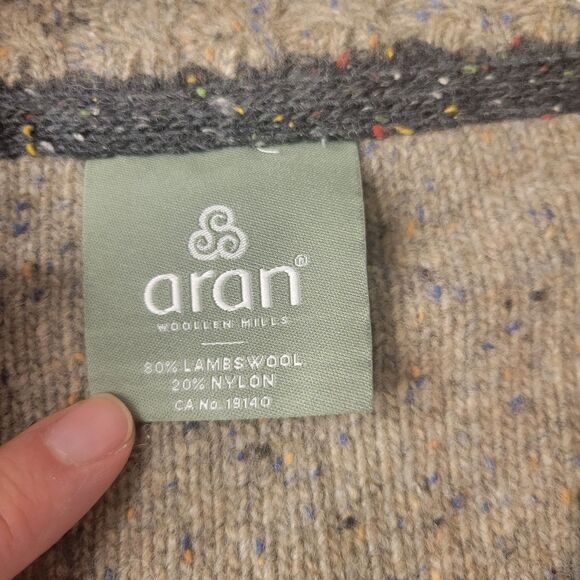 aran®
WOOLLEN MILLS
80% LAMBSWOOL
20% NYLON
CA No. 19140